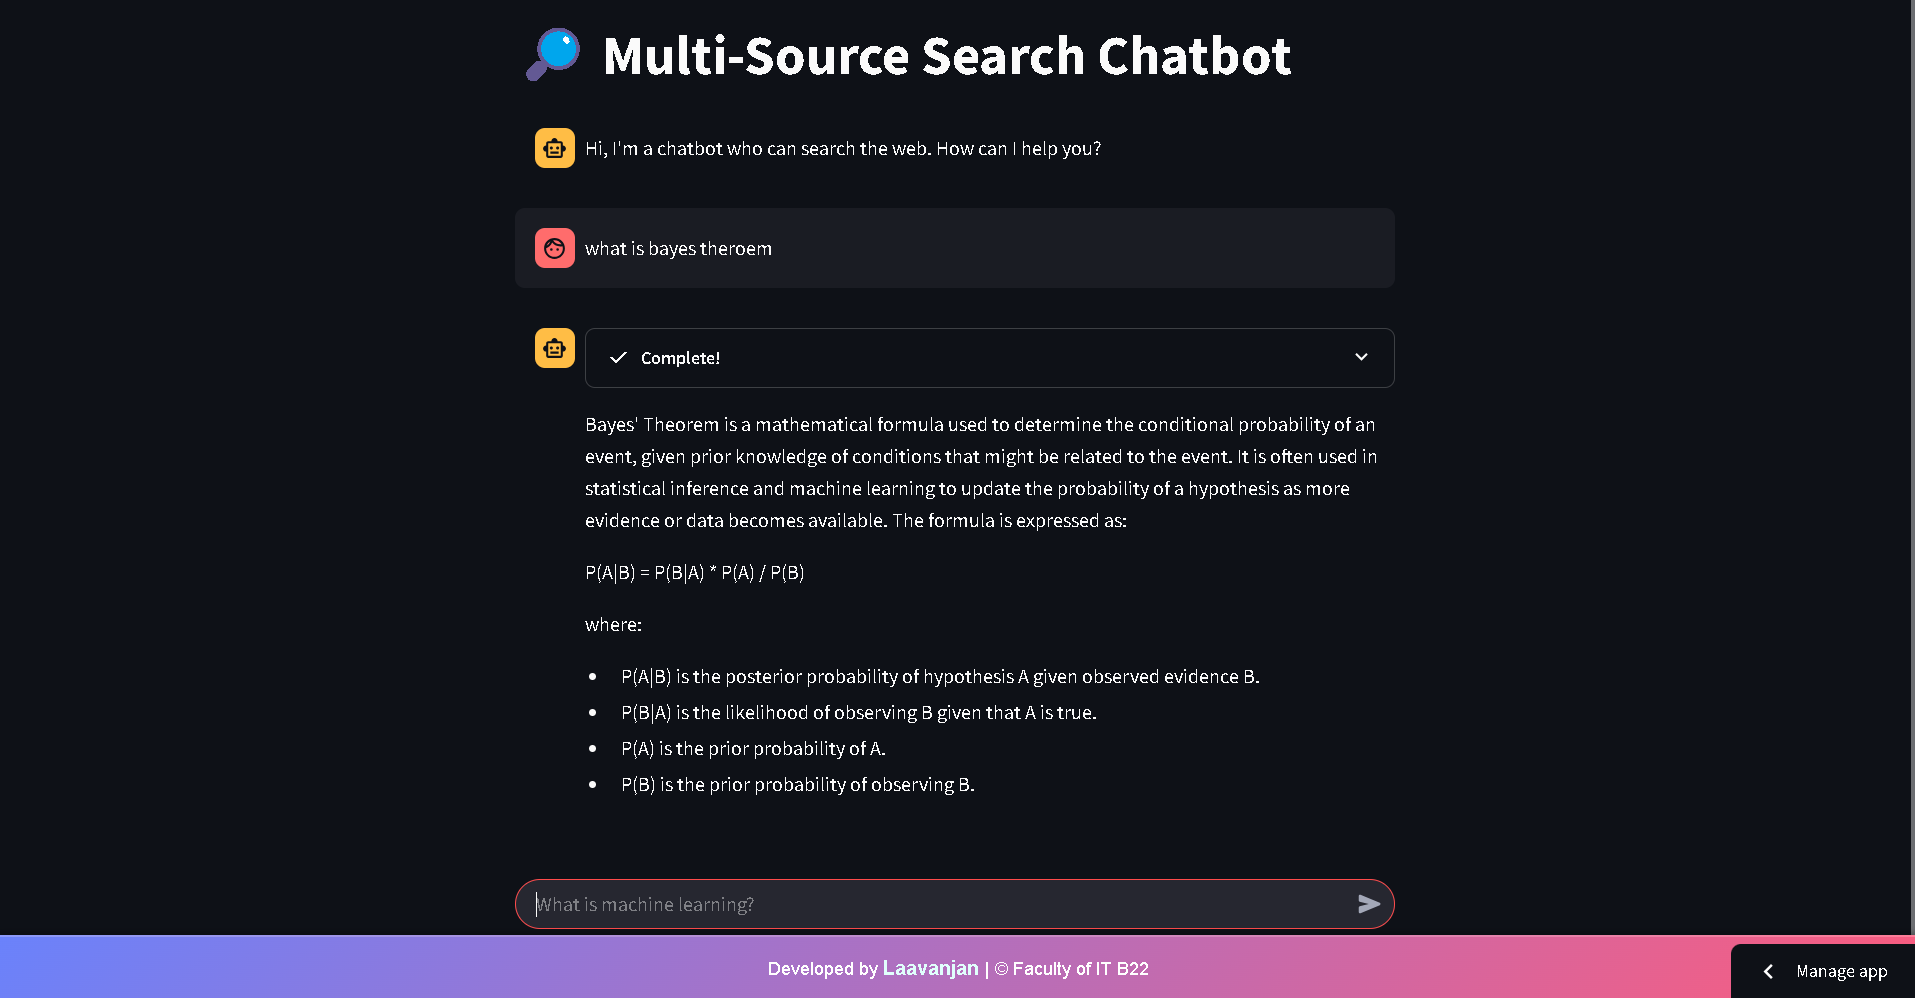 Multi-Source Search Chatbot
Hi, I'm a chatbot who can search the web. How can I help you?
what is bayes theroem
Complete!
Bayes' Theorem is a mathematical formula used to determine the conditional probability of an
event, given prior knowledge of conditions that might be related to the event. It is often used in
statistical inference and machine learning to update the probability of a hypothesis as more
evidence or data becomes available. The formula is expressed as:
P(A|B) = P(B|A) * P(A) / P(B)
where:
• P(A|B) is the posterior probability of hypothesis A given observed evidence B.
• P(B|A) is the likelihood of observing B given that A is true.
• P(A) is the prior probability of A.
• P(B) is the prior probability of observing B.
What is machine learning?
Developed by Laavanjan | © Faculty of IT B22
Manage app